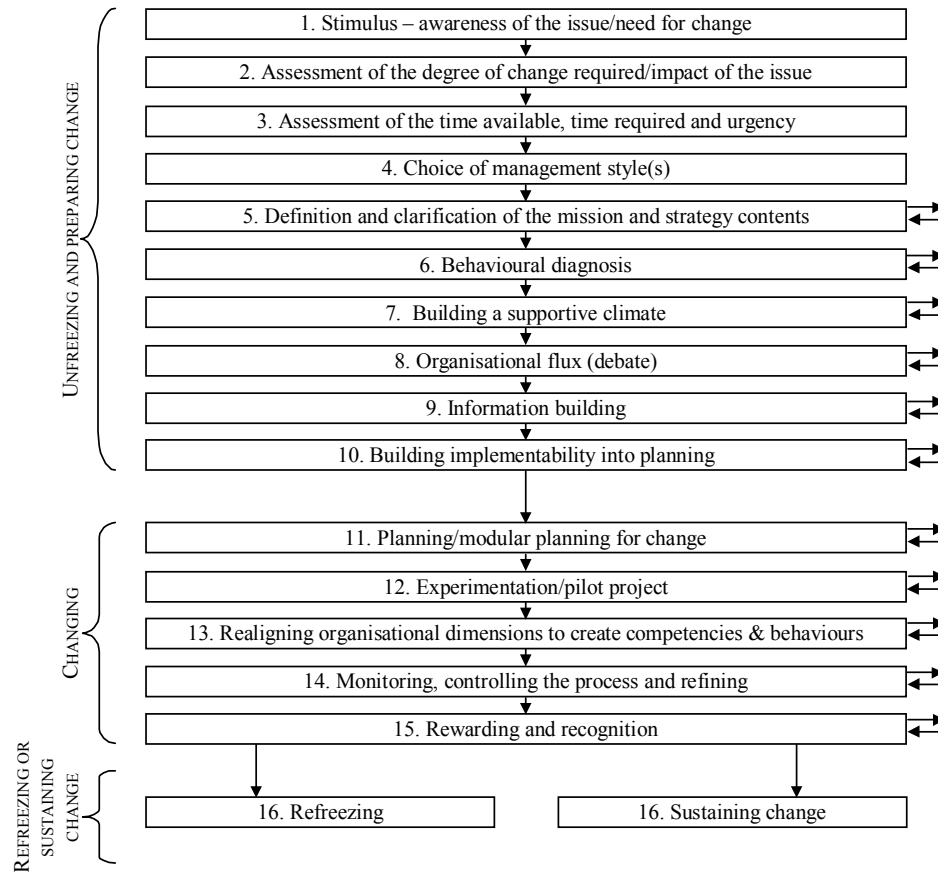 UNFREEZING AND PREPARING CHANGE
1. Stimulus – awareness of the issue/need for change
2. Assessment of the degree of change required/impact of the issue
3. Assessment of the time available, time required and urgency
4. Choice of management style(s)
5. Definition and clarification of the mission and strategy contents
6. Behavioural diagnosis
7. Building a supportive climate
8. Organisational flux (debate)
9. Information building
10. Building implementability into planning
CHANGING
11. Planning/modular planning for change
12. Experimentation/pilot project
13. Realigning organisational dimensions to create competencies & behaviours
14. Monitoring, controlling the process and refining
15. Rewarding and recognition
REFREEZING OR
SUSTAINING
CHANGE
16. Refreezing
16. Sustaining change